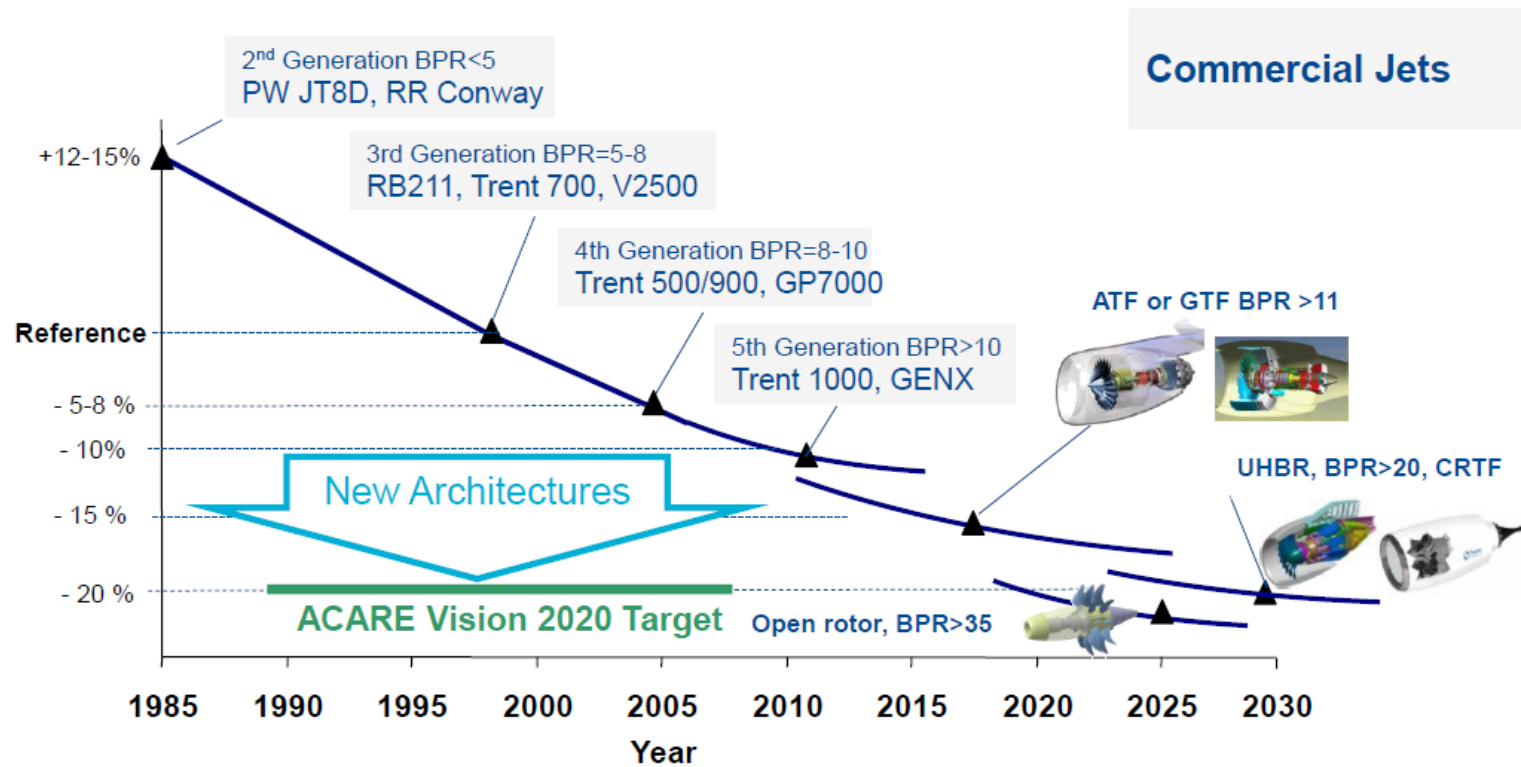 Commercial Jets
2nd Generation BPR<5
PW JT8D, RR Conway
3rd Generation BPR=5-8
RB211, Trent 700, V2500
4th Generation BPR=8-10
Trent 500/900, GP7000
5th Generation BPR>10
Trent 1000, GENX
ATF or GTF BPR >11
UHBR, BPR>20, CRTF
Open rotor, BPR>35
New Architectures
ACARE Vision 2020 Target
+12-15%
Reference
- 5-8 %
- 10%
- 15 %
- 20 %
1985 1990 1995 2000 2005 2010 2015 2020 2025 2030
Year